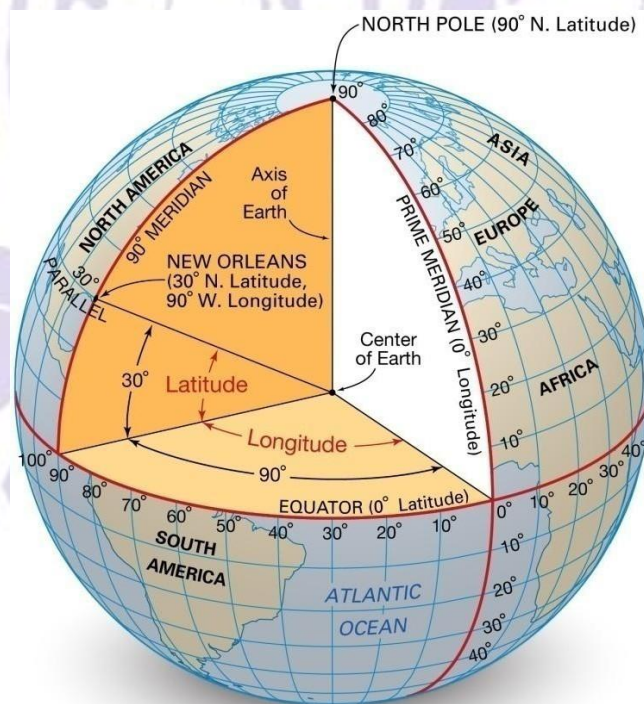 NORTH POLE (90° N. Latitude)
90°
80°
70°
60°
50°
40°
30°
20°
10°
ASIA
EUROPE
AFRICA
PRIME MERIDIAN (0° Longitude)
NORTH AMERICA
90° MERIDIAN
Axis
of
Earth
NEW ORLEANS
(30° N. Latitude,
90° W. Longitude)
30°
PARALLEL
Center
of Earth
30°
Latitude
Longitude
90°
EQUATOR (0° Latitude)
100°
90°
80°
70°
60°
50°
40°
30°
20°
10°
0°
10°
20°
30°
40°
SOUTH
AMERICA
ATLANTIC
OCEAN
10°
20°
30°
40°